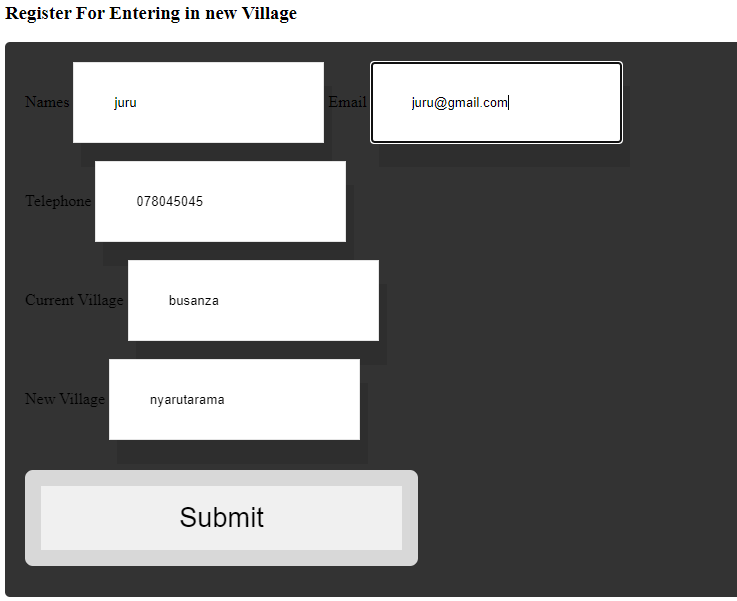 Register For Entering in new Village
Names juru Email juru@gmail.com
Telephone 078045045
Current Village busanza
New Village nyarutarama
Submit